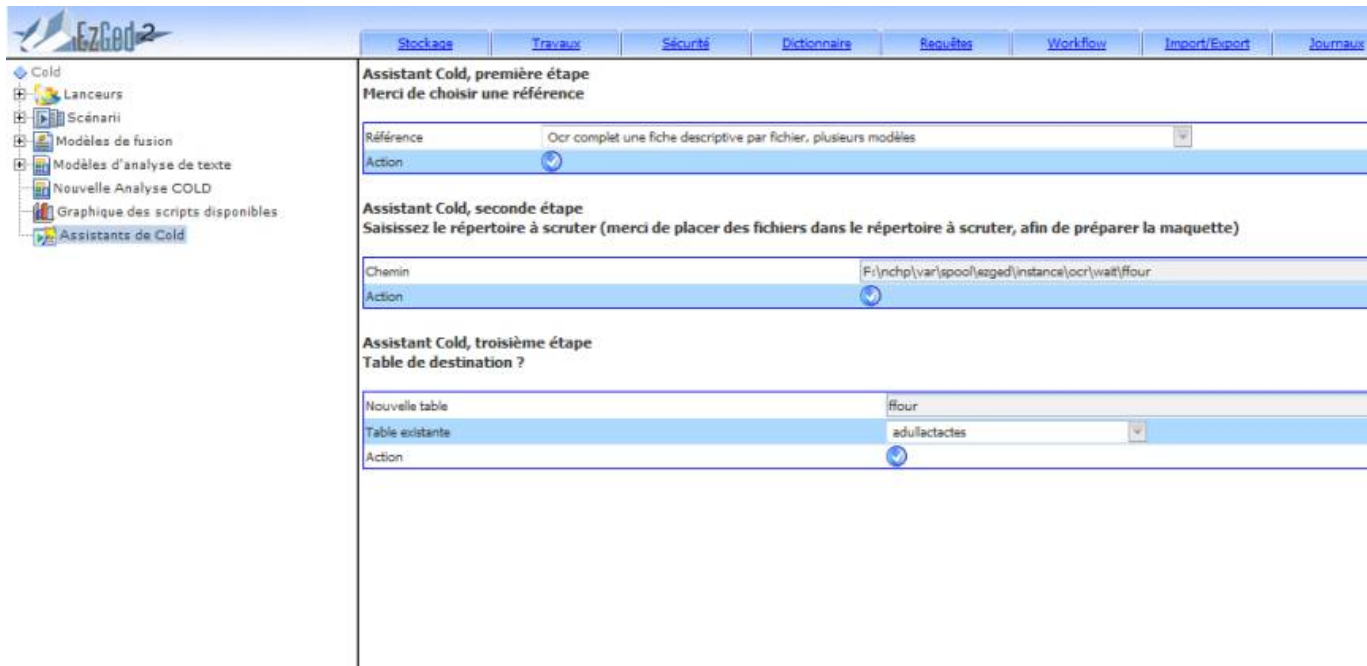 EzGed 2
Stockage Travaux Sécurité Dictionnaire Requêtes Workflow Import/Export Journaux
Cold
Lanceurs
Scénarii
Modèles de fusion
Modèles d'analyse de texte
Nouvelle Analyse COLD
Graphique des scripts disponibles
Assistants de Cold
Assistant Cold, première étape
Merci de choisir une référence
Référence Ocr complet une fiche descriptive par fichier, plusieurs modèles
Action
Assistant Cold, seconde étape
Saisissez le répertoire à scruter (merci de placer des fichiers dans le répertoire à scruter, afin de préparer la maquette)
Chemin F:\nchp\var\spool\ezged\instance\ocr\wait\ffour
Action
Assistant Cold, troisième étape
Table de destination ?
Nouvelle table ffour
Table existante adullactactes
Action